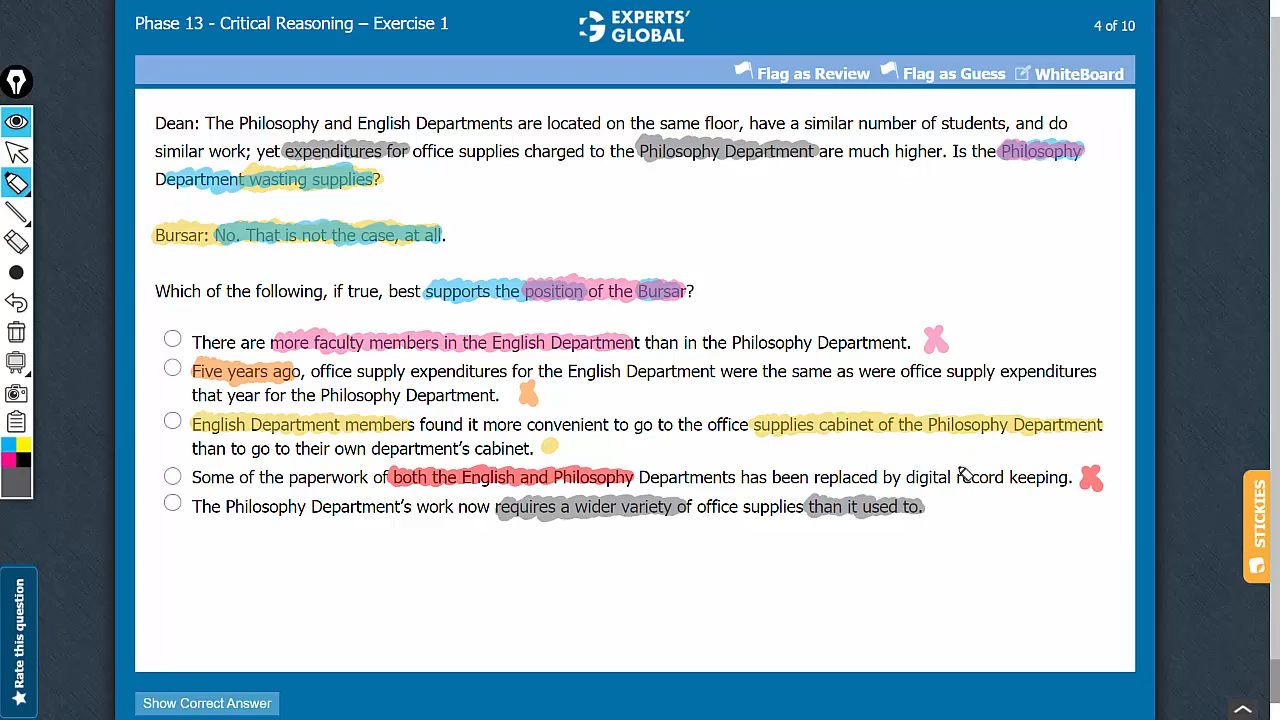 Phase 13 - Critical Reasoning – Exercise 1
EXPERTS'
GLOBAL
4 of 10
Flag as Review
Flag as Guess
WhiteBoard
Dean: The Philosophy and English Departments are located on the same floor, have a similar number of students, and do
similar work; yet expenditures for office supplies charged to the Philosophy Department are much higher. Is the Philosophy
Department wasting supplies?
Bursar: No. That is not the case, at all.
Which of the following, if true, best supports the position of the Bursar?
There are more faculty members in the English Department than in the Philosophy Department.
Five years ago, office supply expenditures for the English Department were the same as were office supply expenditures
that year for the Philosophy Department.
English Department members found it more convenient to go to the office supplies cabinet of the Philosophy Department
than to go to their own department's cabinet.
Some of the paperwork of both the English and Philosophy Departments has been replaced by digital record keeping.
The Philosophy Department's work now requires a wider variety of office supplies than it used to.
STICKIES
Rate this question
Show Correct Answer